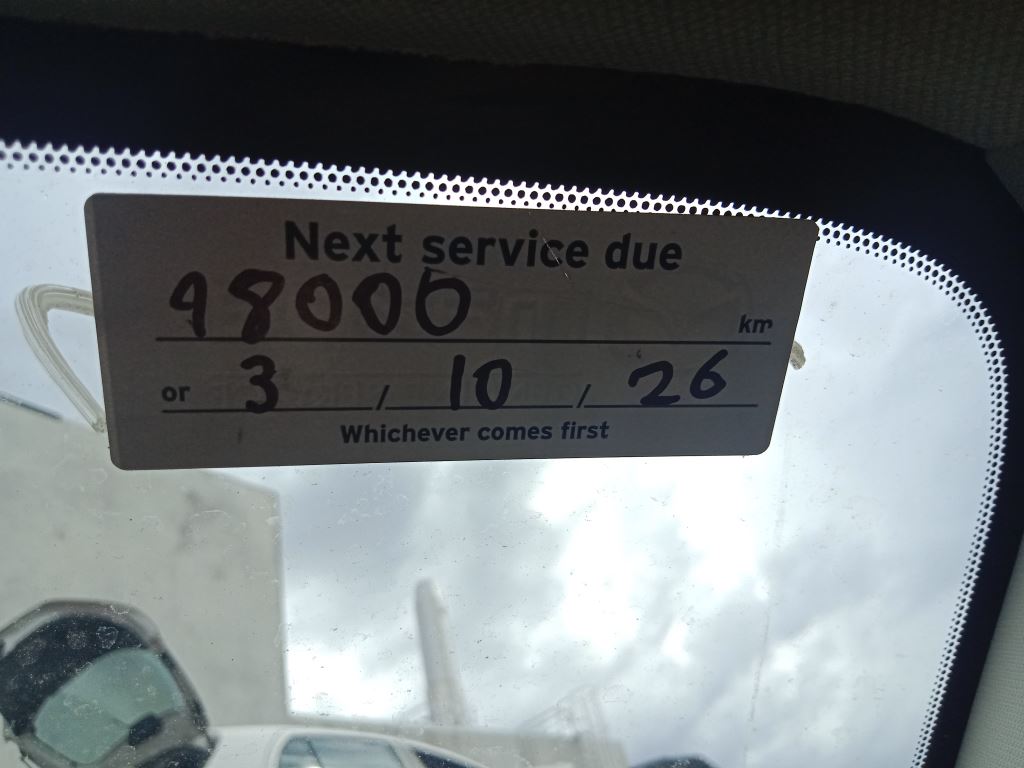 Next service due
98000 km
or 3 / 10 / 26
Whichever comes first